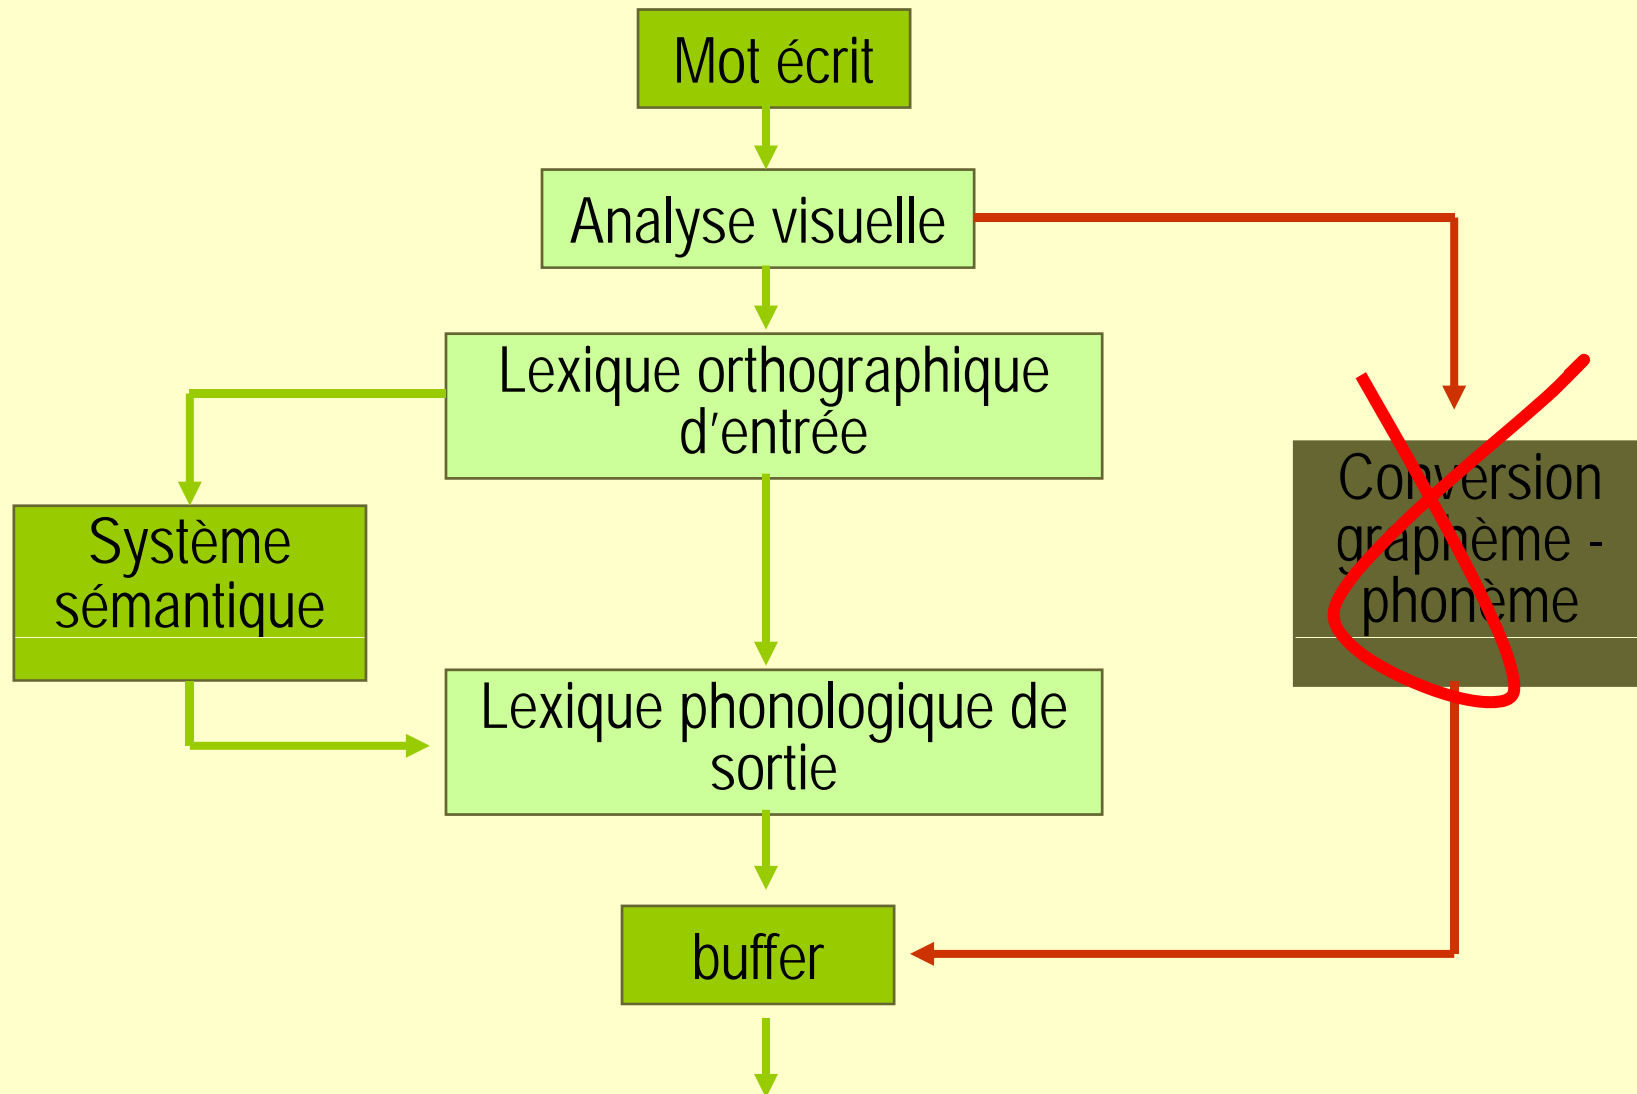 Mot écrit
Analyse visuelle
Lexique orthographique
d'entrée
Système
sémantique
Conversion
graphème -
phonème
Lexique phonologique de
sortie
buffer